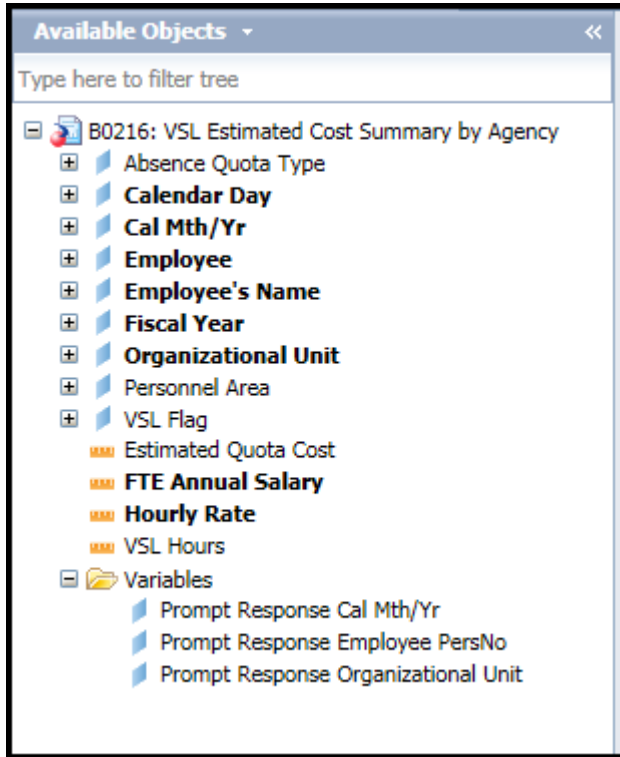 Available Objects
Type here to filter tree
B0216: VSL Estimated Cost Summary by Agency
Absence Quota Type
Calendar Day
Cal Mth/Yr
Employee
Employee's Name
Fiscal Year
Organizational Unit
Personnel Area
VSL Flag
Estimated Quota Cost
FTE Annual Salary
Hourly Rate
VSL Hours
Variables
Prompt Response Cal Mth/Yr
Prompt Response Employee PersNo
Prompt Response Organizational Unit